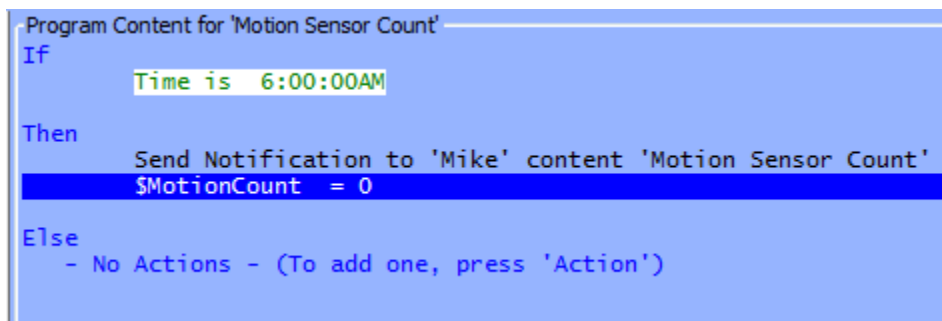 Program Content for 'Motion Sensor Count'
If
Time is  6:00:00AM
Then
Send Notification to 'Mike' content 'Motion Sensor Count'
$MotionCount  = 0
Else
- No Actions - (To add one, press 'Action')